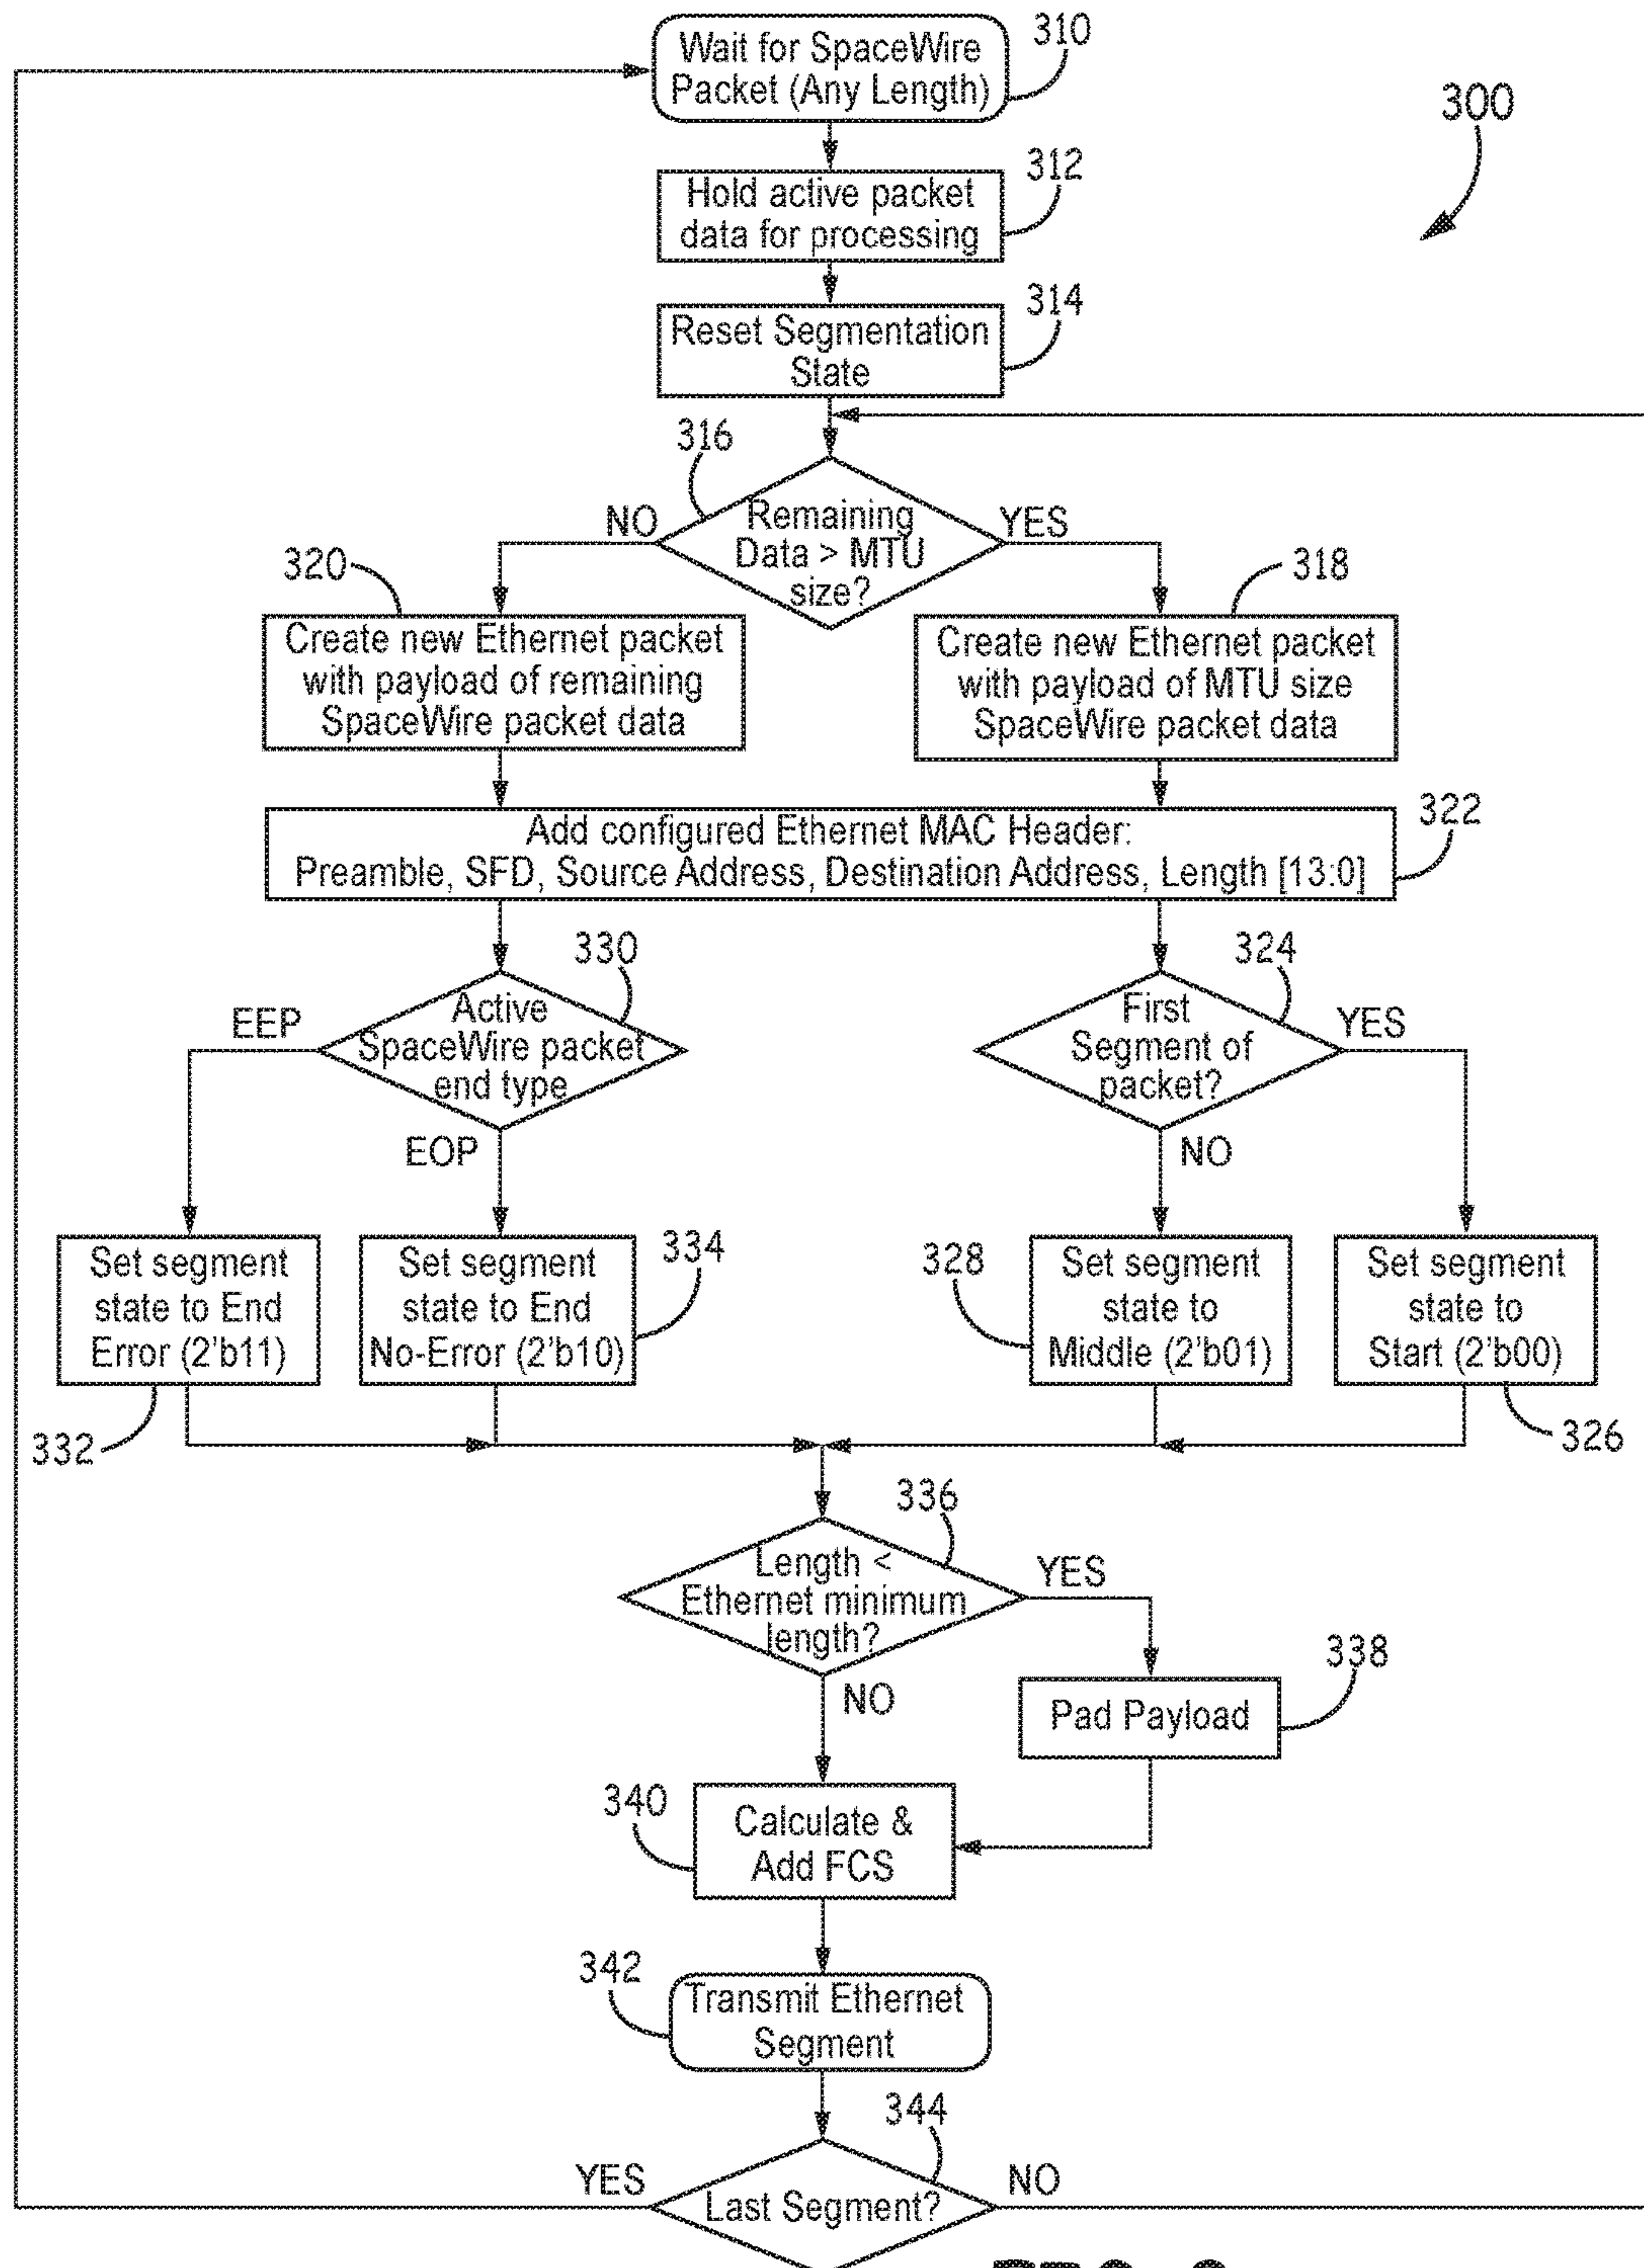 Wait for SpaceWire
Packet (Any Length)
310
300
Hold active packet
data for processing
312
Reset Segmentation
State
314
316
Remaining
Data > MTU
size?
NO
YES
320
318
Create new Ethernet packet
with payload of remaining
SpaceWire packet data
Create new Ethernet packet
with payload of MTU size
SpaceWire packet data
322
Add configured Ethernet MAC Header:
Preamble, SFD, Source Address, Destination Address, Length [13:0]
330
324
Active
SpaceWire packet
end type
EEP
EOP
First
Segment of
packet?
YES
NO
Set segment
state to End
Error (2'b11)
332
Set segment
state to End
No-Error (2'b10)
334
328
Set segment
state to
Middle (2'b01)
Set segment
state to
Start (2'b00)
326
336
Length <
Ethernet minimum
length?
YES
NO
338
Pad Payload
340
Calculate &
Add FCS
342
Transmit Ethernet
Segment
344
YES
Last Segment?
NO